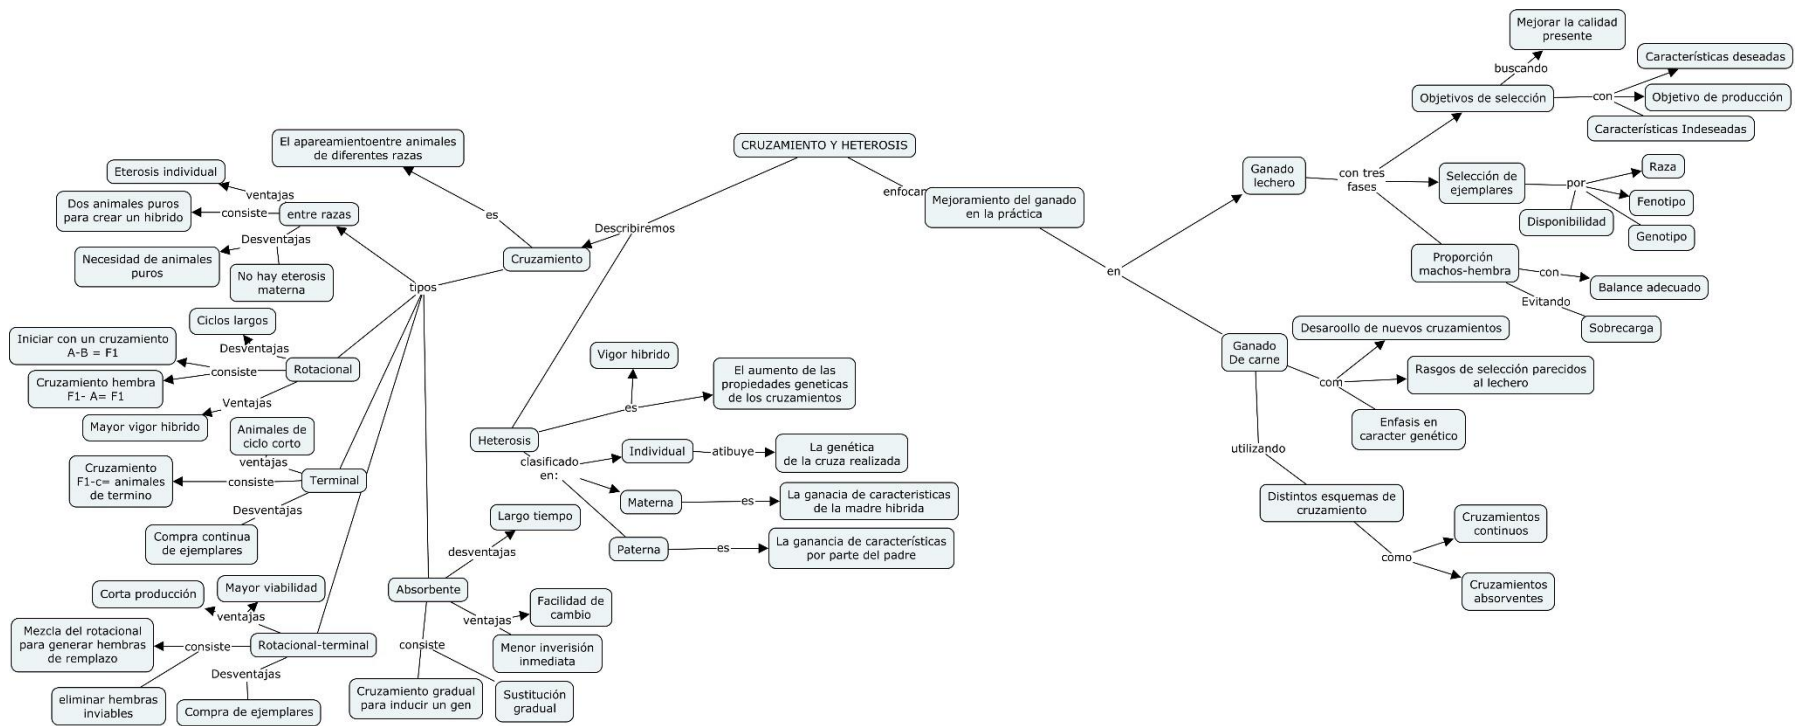 CRUZAMIENTO Y HETEROSIS
Describiremos
enfocan
Cruzamiento
es
El apareamientoentre animales
de diferentes razas
tipos
entre razas
ventajas
Eterosis individual
consiste
Dos animales puros
para crear un hibrido
Desventajas
Necesidad de animales
puros
No hay eterosis
materna
Rotacional
Desventajas
Ciclos largos
consiste
Iniciar con un cruzamiento
A-B = F1
Cruzamiento hembra
F1- A= F1
Ventajas
Mayor vigor hibrido
Terminal
ventajas
Animales de
ciclo corto
consiste
Cruzamiento
F1-c= animales
de termino
Desventajas
Compra continua
de ejemplares
Rotacional-terminal
ventajas
Corta producción
Mayor viabilidad
consiste
Mezcla del rotacional
para generar hembras
de remplazo
eliminar hembras
inviables
Desventajas
Compra de ejemplares
Absorbente
desventajas
Largo tiempo
ventajas
Facilidad de
cambio
Menor inverisión
inmediata
consiste
Cruzamiento gradual
para inducir un gen
Sustitución
gradual
Heterosis
es
Vigor hibrido
El aumento de las
propiedades geneticas
de los cruzamientos
clasificado
en:
Individual
atibuye
La genética
de la cruza realizada
Materna
es
La ganacia de caracteristicas
de la madre hibrida
Paterna
es
La ganancia de características
por parte del padre
Mejoramiento del ganado
en la práctica
en
Ganado
lechero
con tres
fases
Objetivos de selección
buscando
Mejorar la calidad
presente
con
Características deseadas
Objetivo de producción
Características Indeseadas
Selección de
ejemplares
por
Raza
Fenotipo
Genotipo
Disponibilidad
Proporción
machos-hembra
con
Balance adecuado
Evitando
Sobrecarga
Ganado
De carne
com
Desaroollo de nuevos cruzamientos
Rasgos de selección parecidos
al lechero
Enfasis en
caracter genético
utilizando
Distintos esquemas de
cruzamiento
como
Cruzamientos
continuos
Cruzamientos
absorventes